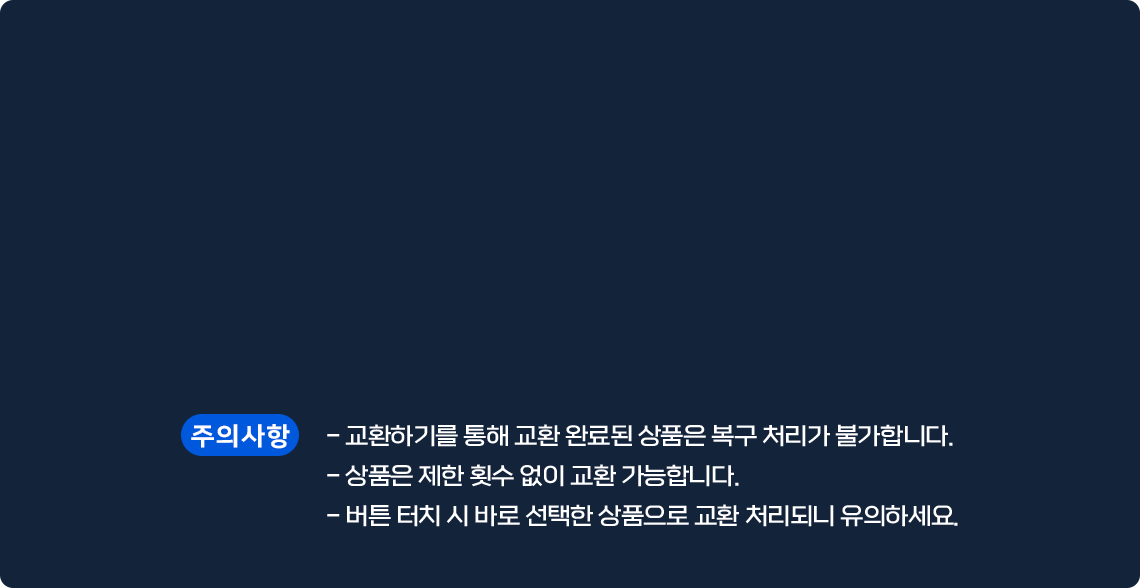 주의사항 - 교환하기를 통해 교환 완료된 상품은 복구 처리가 불가합니다.
- 상품은 제한 횟수 없이 교환 가능합니다.
- 버튼 터치 시 바로 선택한 상품으로 교환 처리되니 유의하세요.